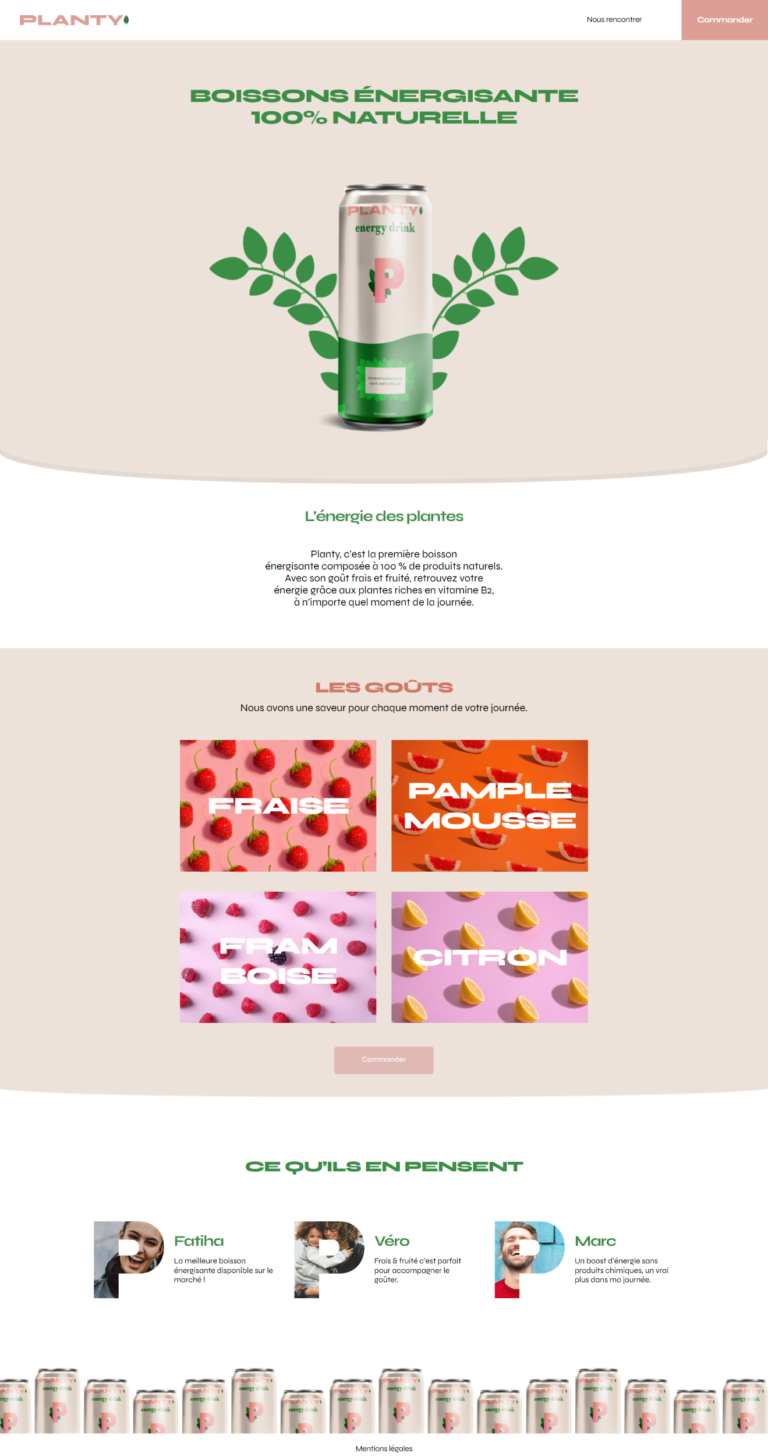 PLANTY
Nous rencontrer
Commander
BOISSONS ÉNERGISANTE
100% NATURELLE
PLANTY
energy drink
P
L'énergie des plantes
Planty, c'est la première boisson
énergisante composée à 100 % de produits naturels.
Avec son goût frais et fruité, retrouvez votre
énergie grâce aux plantes riches en vitamine B2,
à n'importe quel moment de la journée.
LES GOÛTS
Nous avons une saveur pour chaque moment de votre journée.
FRAISE
PAMPLE
MOUSSE
FRAM
BOISE
CITRON
Commander
CE QU'ILS EN PENSENT
Fatiha
La meilleure boisson
énergisante disponible sur le
marché !
Véro
Frais & fruité c'est parfait
pour accompagner le
goûter.
Marc
Un boost d'énergie sans
produits chimiques, un vrai
plus dans ma journée.
Mentions légales